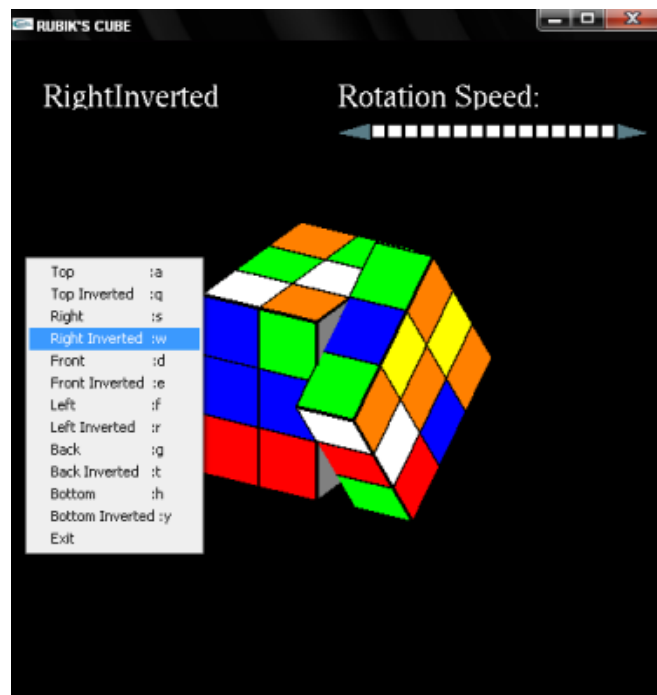 RUBIK'S CUBE
RightInverted
Rotation Speed:
Top :a
Top Inverted :q
Right :s
Right Inverted :w
Front :d
Front Inverted :e
Left :f
Left Inverted :r
Back :g
Back Inverted :t
Bottom :h
Bottom Inverted :y
Exit